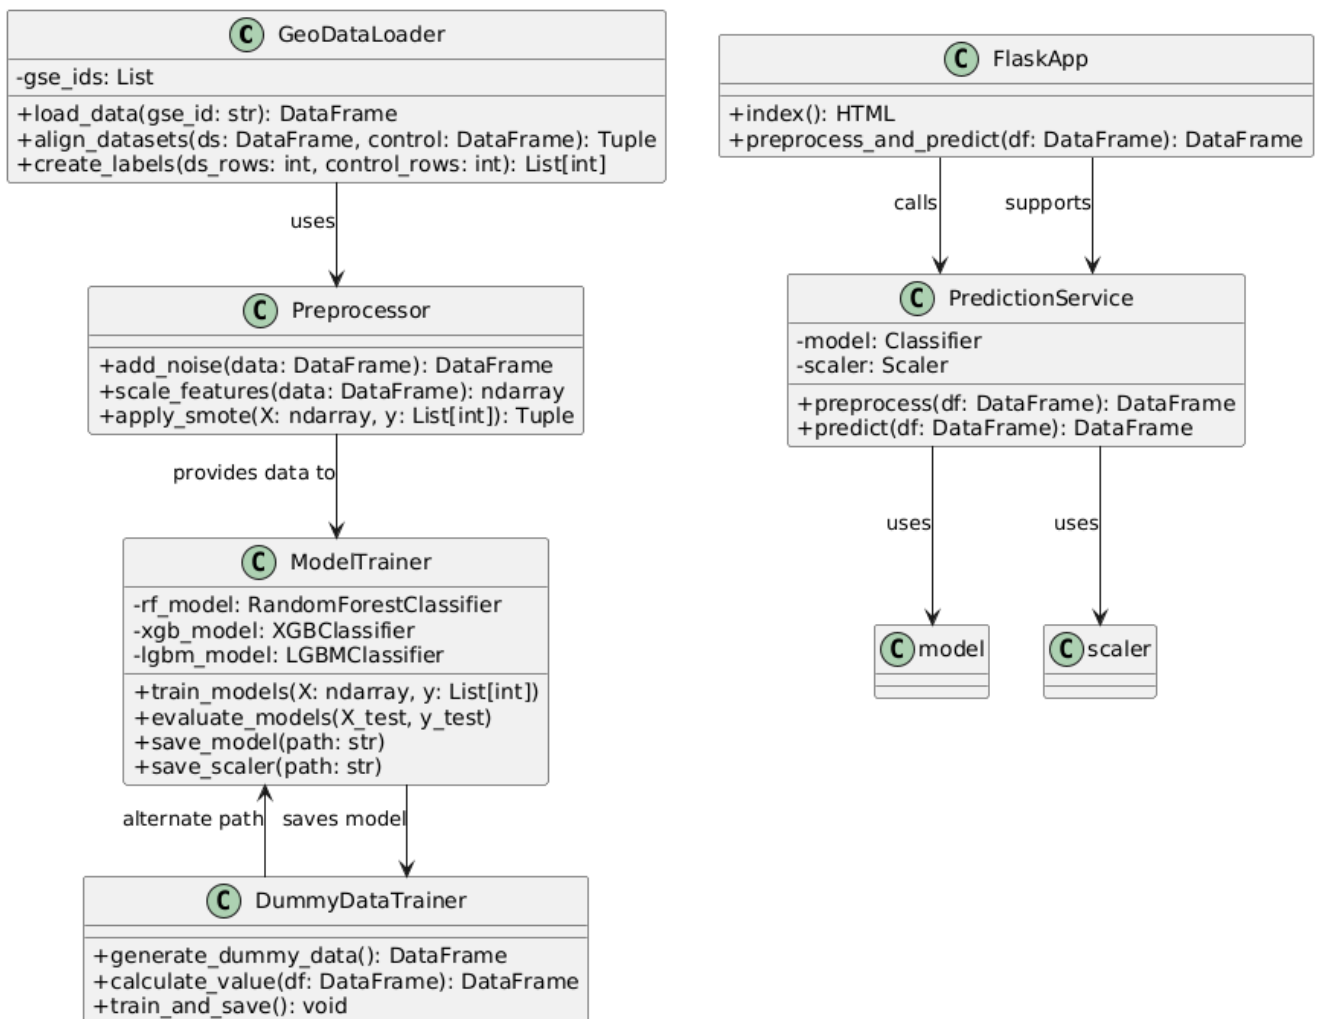 C GeoDataLoader
-gse_ids: List
+load_data(gse_id: str): DataFrame
+align_datasets(ds: DataFrame, control: DataFrame): Tuple
+create_labels(ds_rows: int, control_rows: int): List[int]
uses
C Preprocessor
+add_noise(data: DataFrame): DataFrame
+scale_features(data: DataFrame): ndarray
+apply_smote(X: ndarray, y: List[int]): Tuple
provides data to
C ModelTrainer
-rf_model: RandomForestClassifier
-xgb_model: XGBClassifier
-lgbm_model: LGBMClassifier
+train_models(X: ndarray, y: List[int])
+evaluate_models(X_test, y_test)
+save_model(path: str)
+save_scaler(path: str)
alternate path
saves model
C DummyDataTrainer
+generate_dummy_data(): DataFrame
+calculate_value(df: DataFrame): DataFrame
+train_and_save(): void
C FlaskApp
+index(): HTML
+preprocess_and_predict(df: DataFrame): DataFrame
calls
supports
C PredictionService
-model: Classifier
-scaler: Scaler
+preprocess(df: DataFrame): DataFrame
+predict(df: DataFrame): DataFrame
uses
uses
C model
C scaler